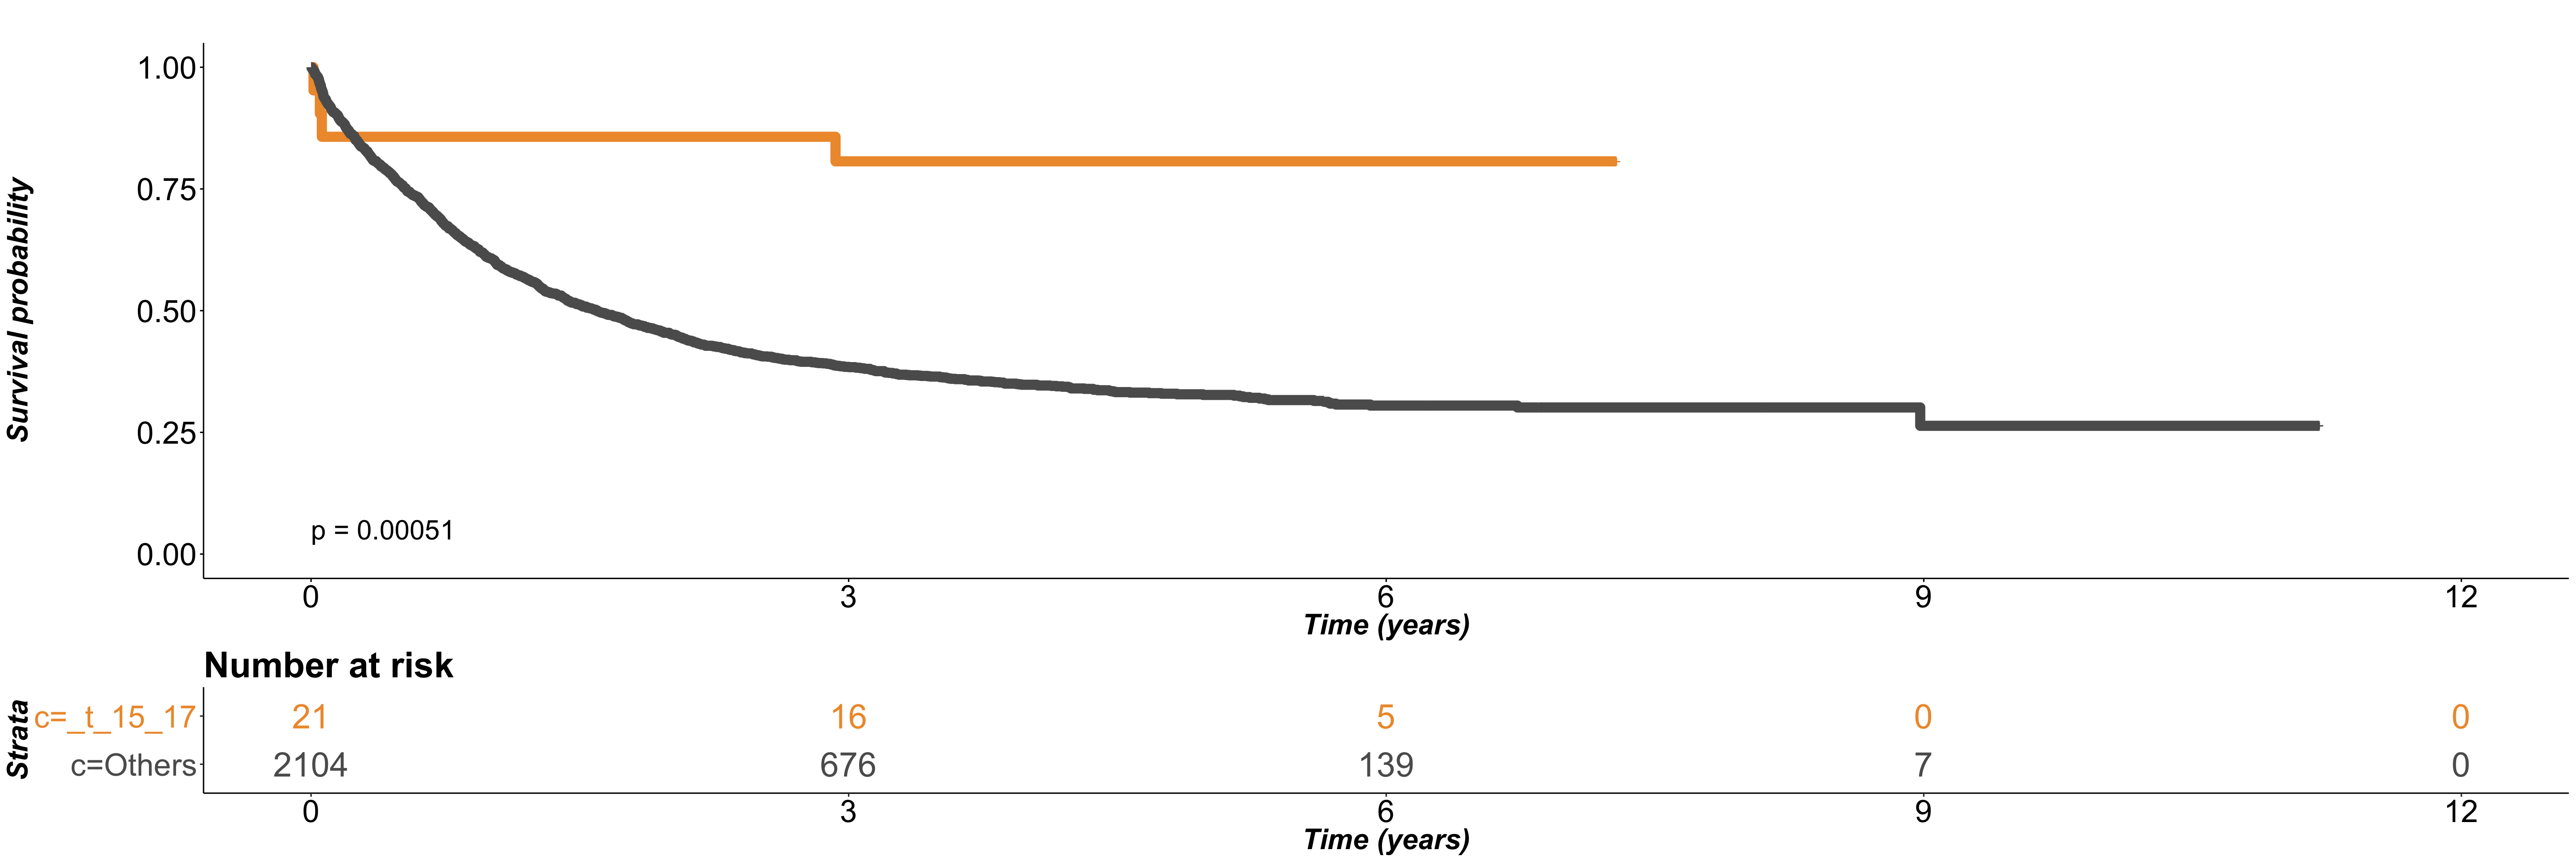 1.00
0.75
0.50
0.25
0.00
Survival probability
p = 0.00051
0 3 6 9 12
Time (years)
Number at risk
Strata
c=_t_15_17 21 16 5 0 0
c=Others 2104 676 139 7 0
0 3 6 9 12
Time (years)